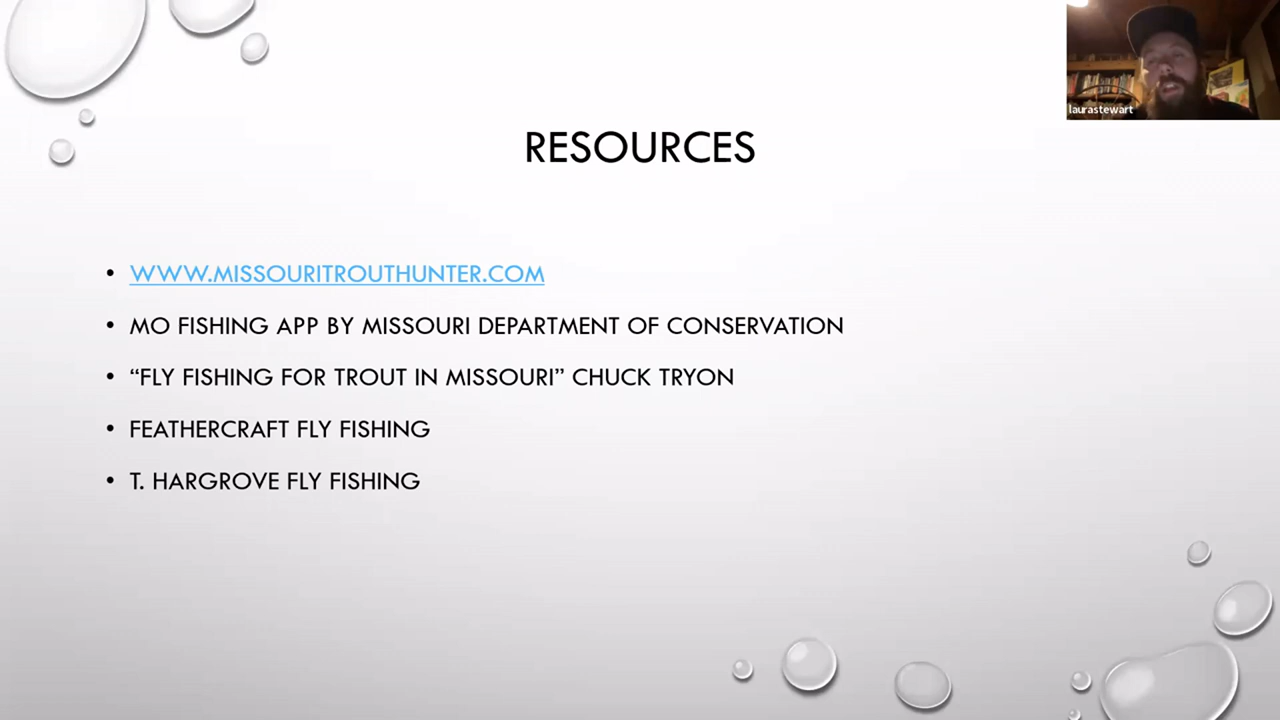 laurastewart
RESOURCES
• WWW.MISSOURITROUTHUNTER.COM
• MO FISHING APP BY MISSOURI DEPARTMENT OF CONSERVATION
• “FLY FISHING FOR TROUT IN MISSOURI” CHUCK TRYON
• FEATHERCRAFT FLY FISHING
• T. HARGROVE FLY FISHING